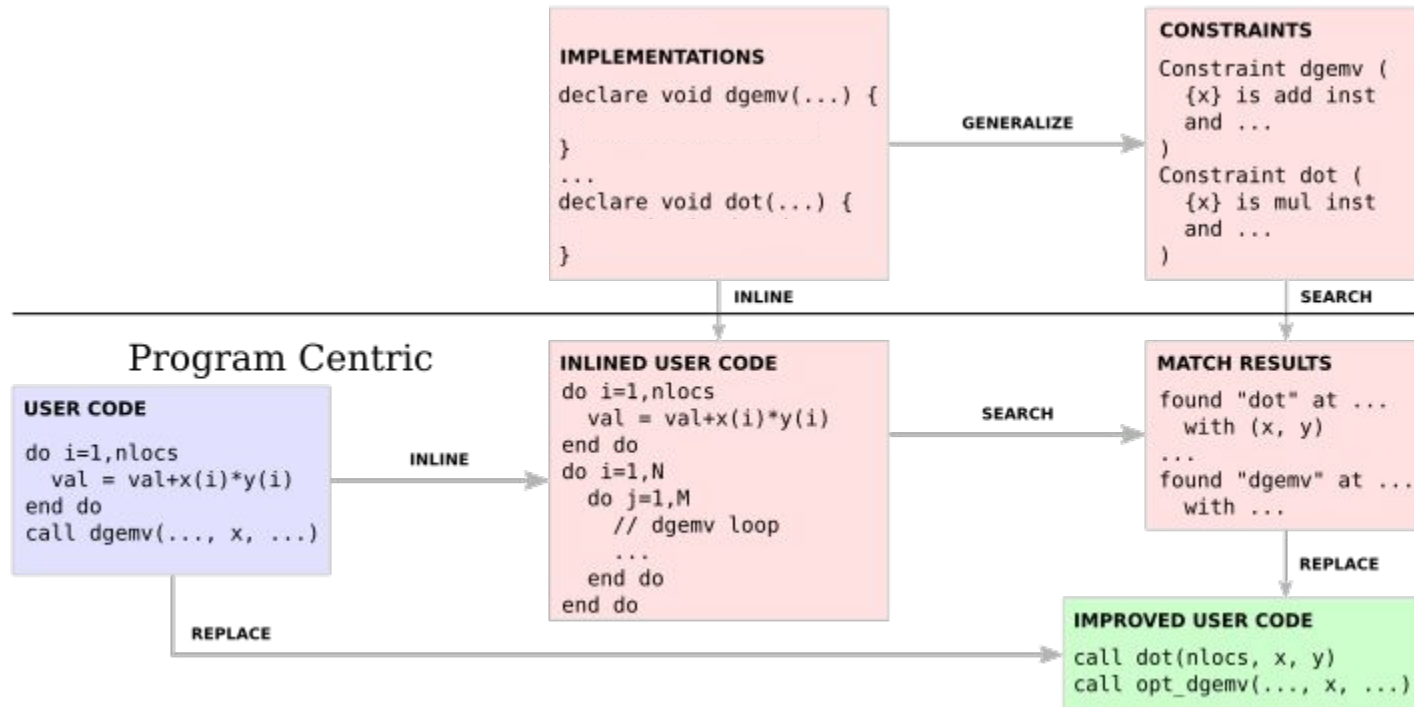 IMPLEMENTATIONS
declare void dgemv(...) {
}
...
declare void dot(...) {
}
GENERALIZE
CONSTRAINTS
Constraint dgemv (
{x} is add inst
and ...
)
Constraint dot (
{x} is mul inst
and ...
)
INLINE
SEARCH
Program Centric
USER CODE
do i=1,nlocs
val = val+x(i)*y(i)
end do
call dgemv(..., x, ...)
INLINE
INLINED USER CODE
do i=1,nlocs
val = val+x(i)*y(i)
end do
do i=1,N
do j=1,M
// dgemv loop
...
end do
end do
SEARCH
MATCH RESULTS
found "dot" at ...
with (x, y)
...
found "dgemv" at ...
with ...
REPLACE
REPLACE
IMPROVED USER CODE
call dot(nlocs, x, y)
call opt_dgemv(..., x, ...)